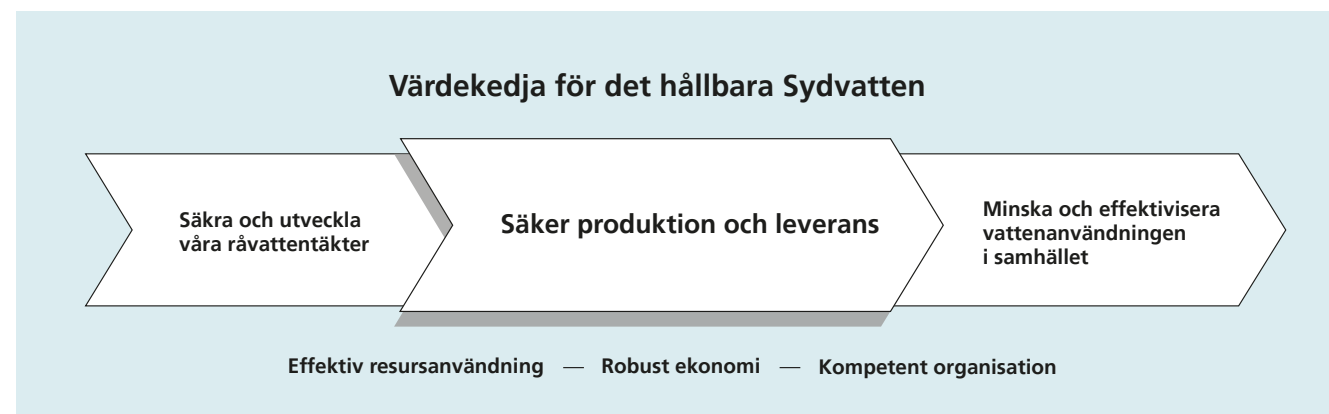 Värdekedja för det hållbara Sydvatten
Säkra och utveckla
våra råvattentäkter
Säker produktion och leverans
Minska och effektivisera
vattenanvändningen
i samhället
Effektiv resursanvändning — Robust ekonomi — Kompetent organisation